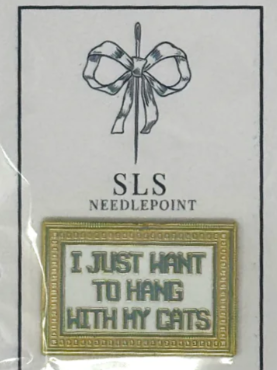 SLS
NEEDLEPOINT
I JUST WANT
TO HANG
WITH MY CATS